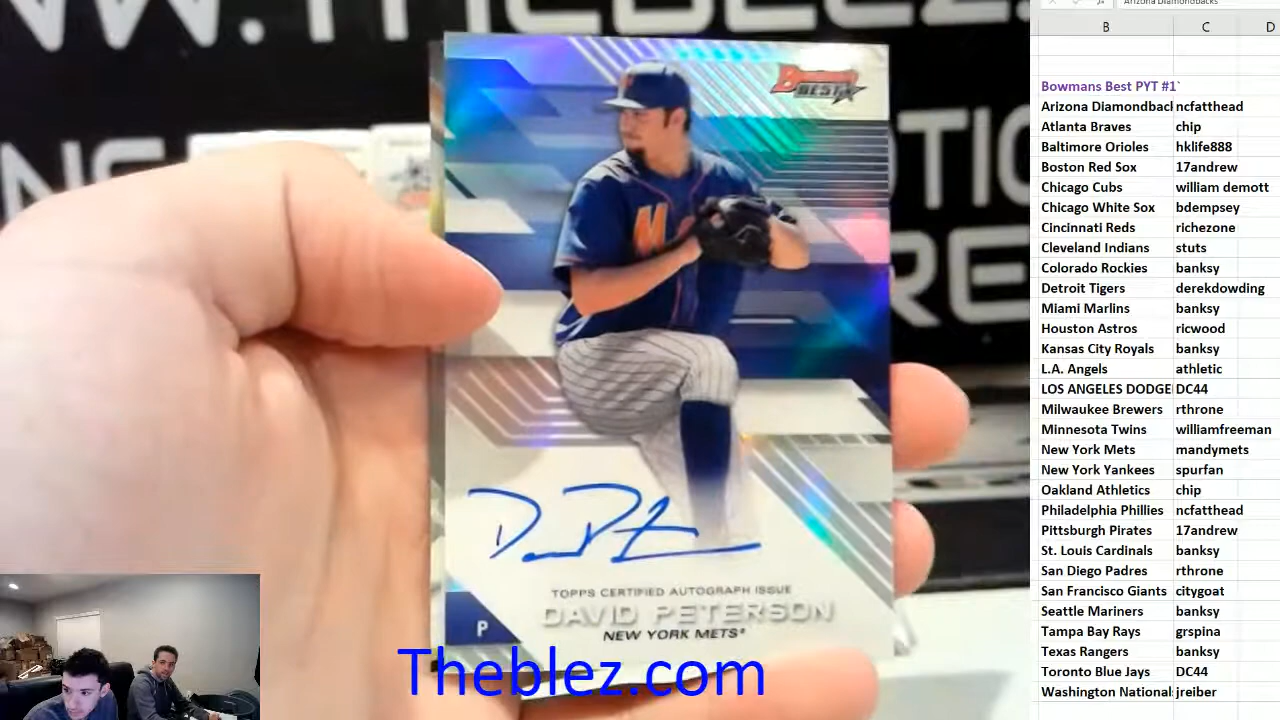 WW.TheBlez.
Arizona Diamondbacks
B C D
Bowmans Best PYT #1`
Arizona Diamondbacl ncfatthead
Atlanta Braves chip
Baltimore Orioles hklife888
Boston Red Sox 17andrew
Chicago Cubs william demott
Chicago White Sox bdempsey
Cincinnati Reds richezone
Cleveland Indians stuts
Colorado Rockies banksy
Detroit Tigers derekdowding
Miami Marlins banksy
Houston Astros ricwood
Kansas City Royals banksy
L.A. Angels athletic
LOS ANGELES DODGE DC44
Milwaukee Brewers rthrone
Minnesota Twins williamfreeman
New York Mets mandymets
New York Yankees spurfan
Oakland Athletics chip
Philadelphia Phillies ncfatthead
Pittsburgh Pirates 17andrew
St. Louis Cardinals banksy
San Diego Padres rthrone
San Francisco Giants citygoat
Seattle Mariners banksy
Tampa Bay Rays grspina
Texas Rangers banksy
Toronto Blue Jays DC44
Washington National: jreiber
Bowman's
BEST
TOPPS CERTIFIED AUTOGRAPH ISSUE
DAVID PETERSON
P
NEW YORK METS®
Theblez.com